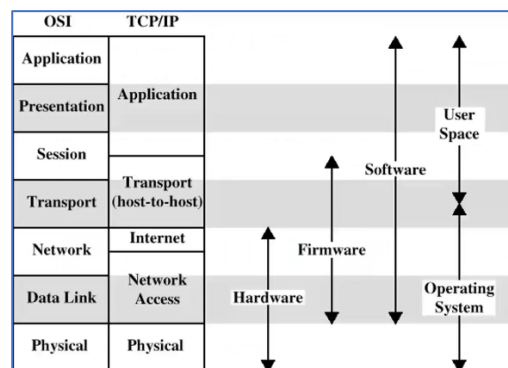 OSI TCP/IP
Application
Presentation
Session
Transport
Network
Data Link
Physical
Application
Transport
(host-to-host)
Internet
Network
Access
Physical
Hardware
Firmware
Software
User
Space
Operating
System